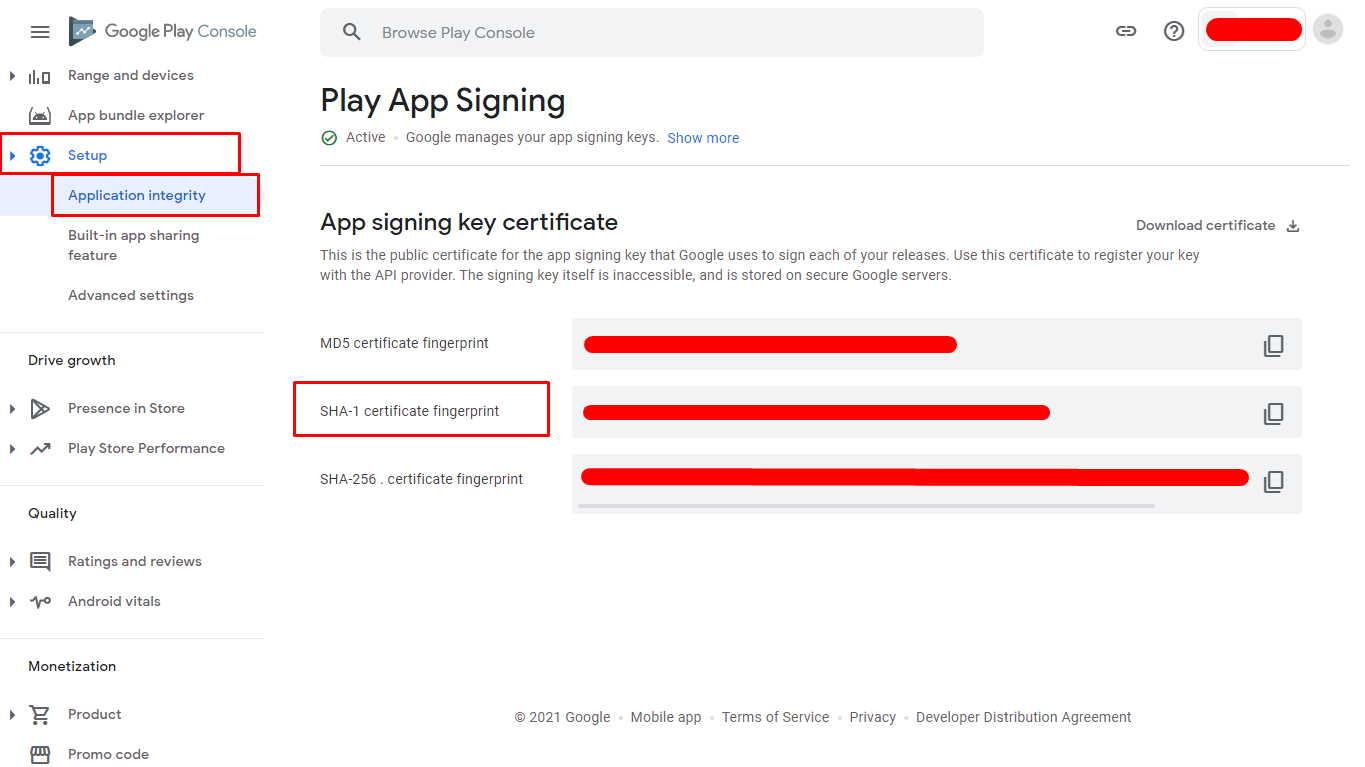 Google Play Console
Browse Play Console
Range and devices
App bundle explorer
Setup
Application integrity
Built-in app sharing
feature
Advanced settings
Drive growth
Presence in Store
Play Store Performance
Quality
Ratings and reviews
Android vitals
Monetization
Product
Promo code
Play App Signing
Active • Google manages your app signing keys. Show more
App signing key certificate
Download certificate
This is the public certificate for the app signing key that Google uses to sign each of your releases. Use this certificate to register your key
with the API provider. The signing key itself is inaccessible, and is stored on secure Google servers.
MD5 certificate fingerprint
SHA-1 certificate fingerprint
SHA-256 . certificate fingerprint
© 2021 Google • Mobile app • Terms of Service • Privacy • Developer Distribution Agreement